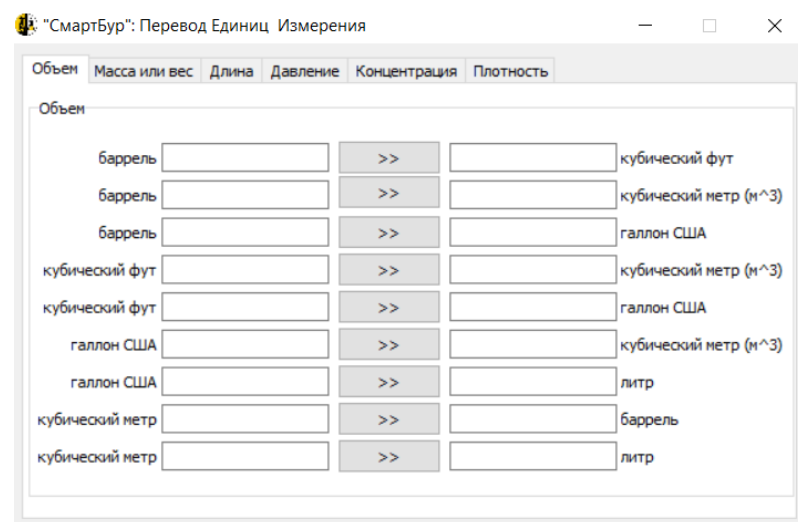 "СмартБур": Перевод Единиц Измерения
Объем Масса или вес Длина Давление Концентрация Плотность
Объем
баррель >> кубический фут
баррель >> кубический метр (м^3)
баррель >> галлон США
кубический фут >> кубический метр (м^3)
кубический фут >> галлон США
галлон США >> кубический метр (м^3)
галлон США >> литр
кубический метр >> баррель
кубический метр >> литр